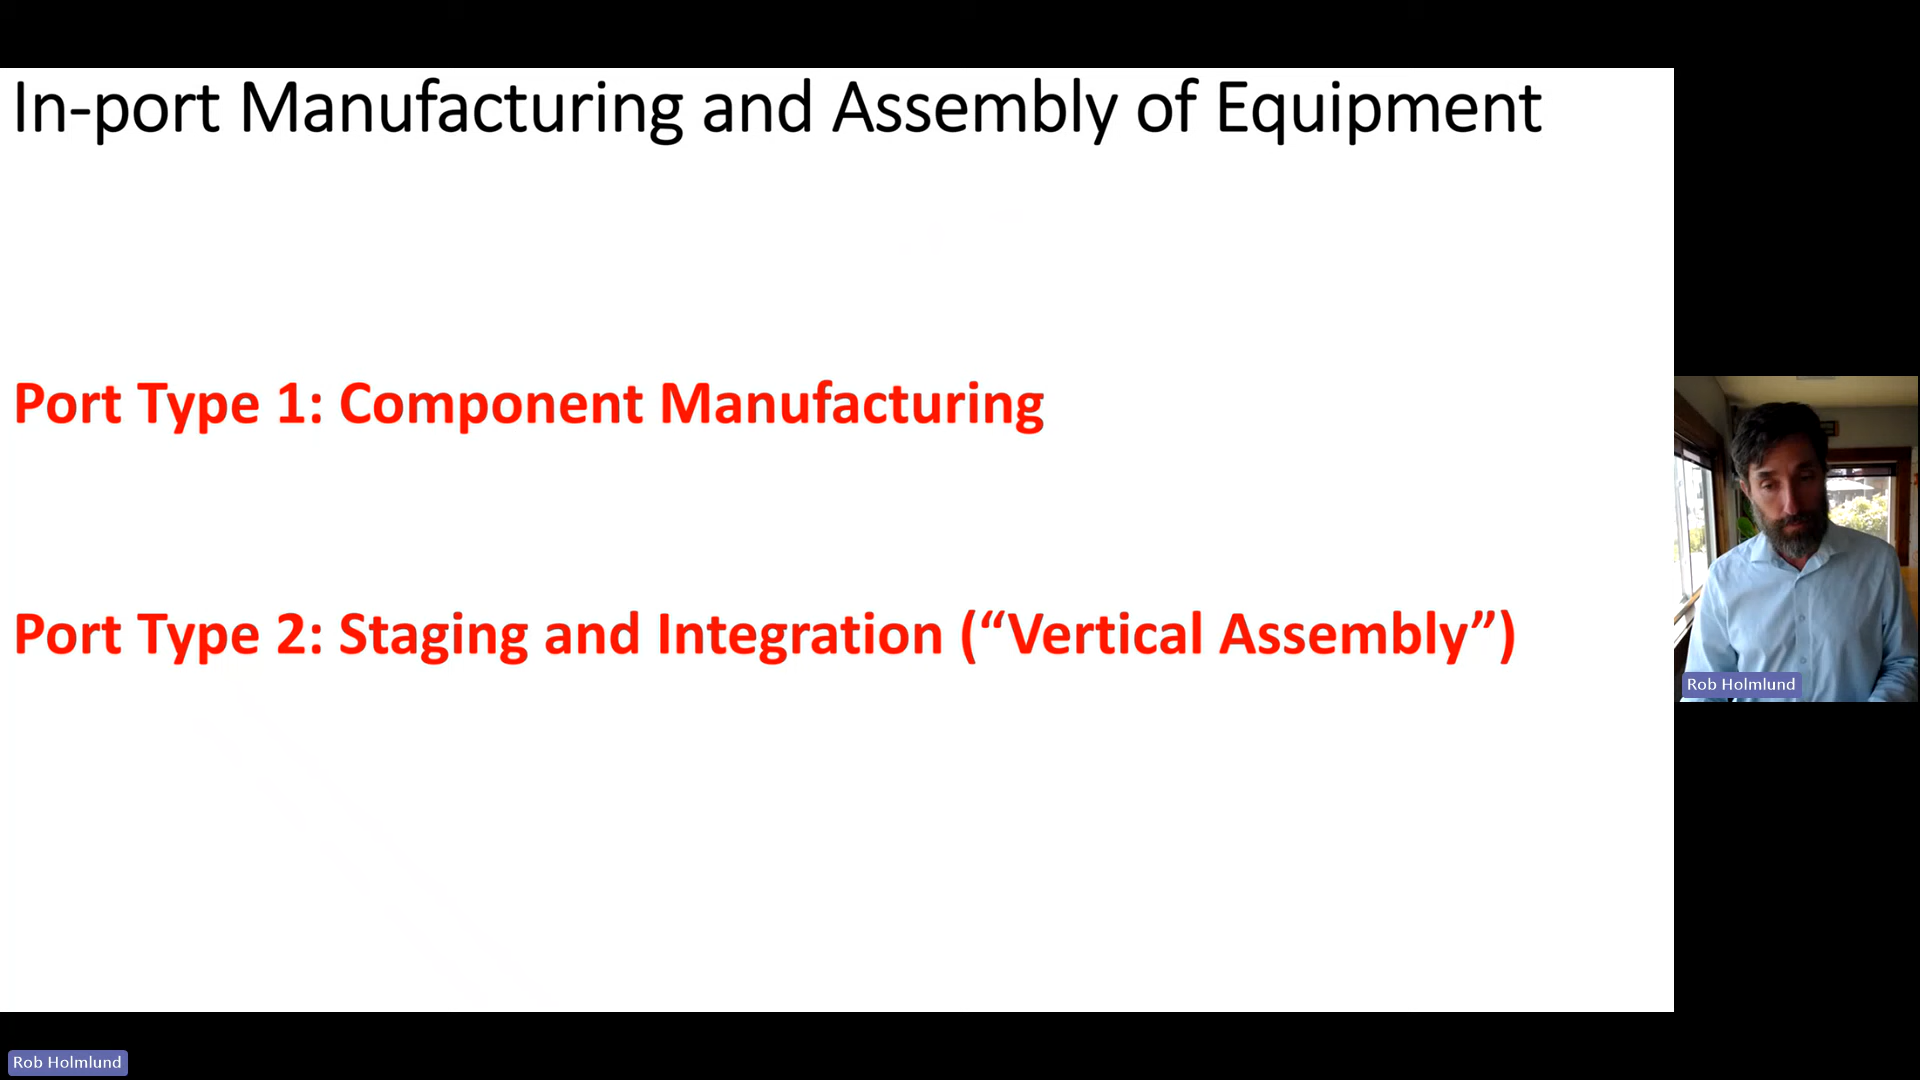 In-port Manufacturing and Assembly of Equipment
Port Type 1: Component Manufacturing
Port Type 2: Staging and Integration (“Vertical Assembly”)
Rob Holmlund
Rob Holmlund